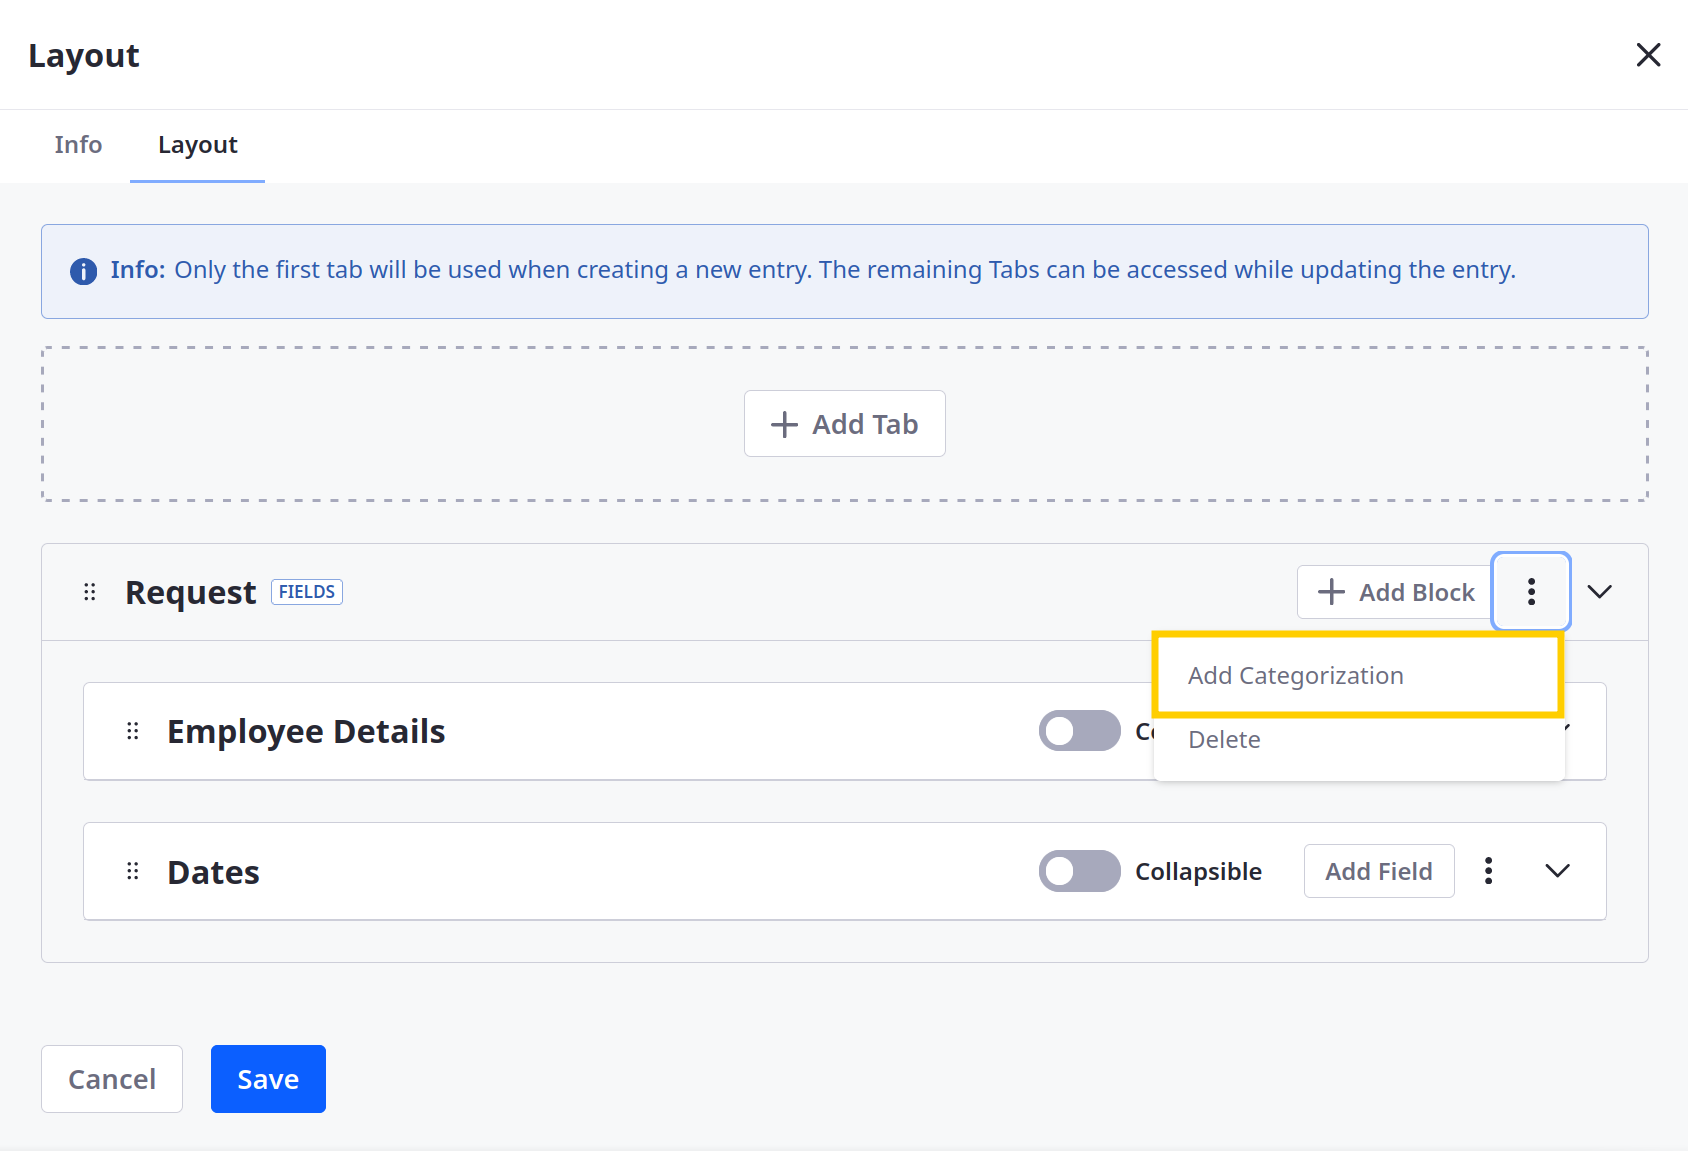 Layout
Info
Layout
Info: Only the first tab will be used when creating a new entry. The remaining Tabs can be accessed while updating the entry.
Add Tab
Request FIELDS
Add Block
Add Categorization
Delete
Employee Details
Dates
Collapsible
Add Field
Cancel
Save